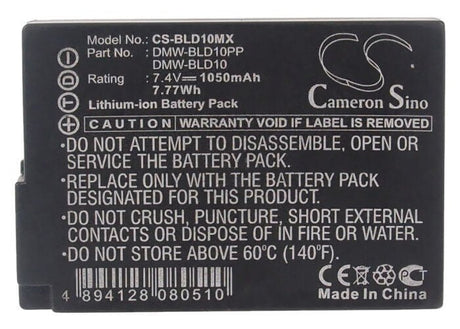 Model No.: CS-BLD10MX
Part No.: DMW-BLD10PP
DMW-BLD10
Rating : 7.4V⎓1050mAh
7.77Wh
Lithium-ion Battery Pack
Cameron Sino
CAUTION WARRANTY VOID IF LABEL IS REMOVED
•DO NOT ATTEMPT TO DISASSEMBLE, OPEN OR
SERVICE THE BATTERY PACK.
•REPLACE ONLY WITH THE BATTERY PACK
DESIGNATED FOR THIS PRODUCT.
•DO NOT CRUSH, PUNCTURE, SHORT EXTERNAL
CONTACTS OR DISPOSE OF IN FIRE OR WATER.
•DO NOT STORE ABOVE 60°C (140°F).
4 894128 080510
CE FC
RoHS